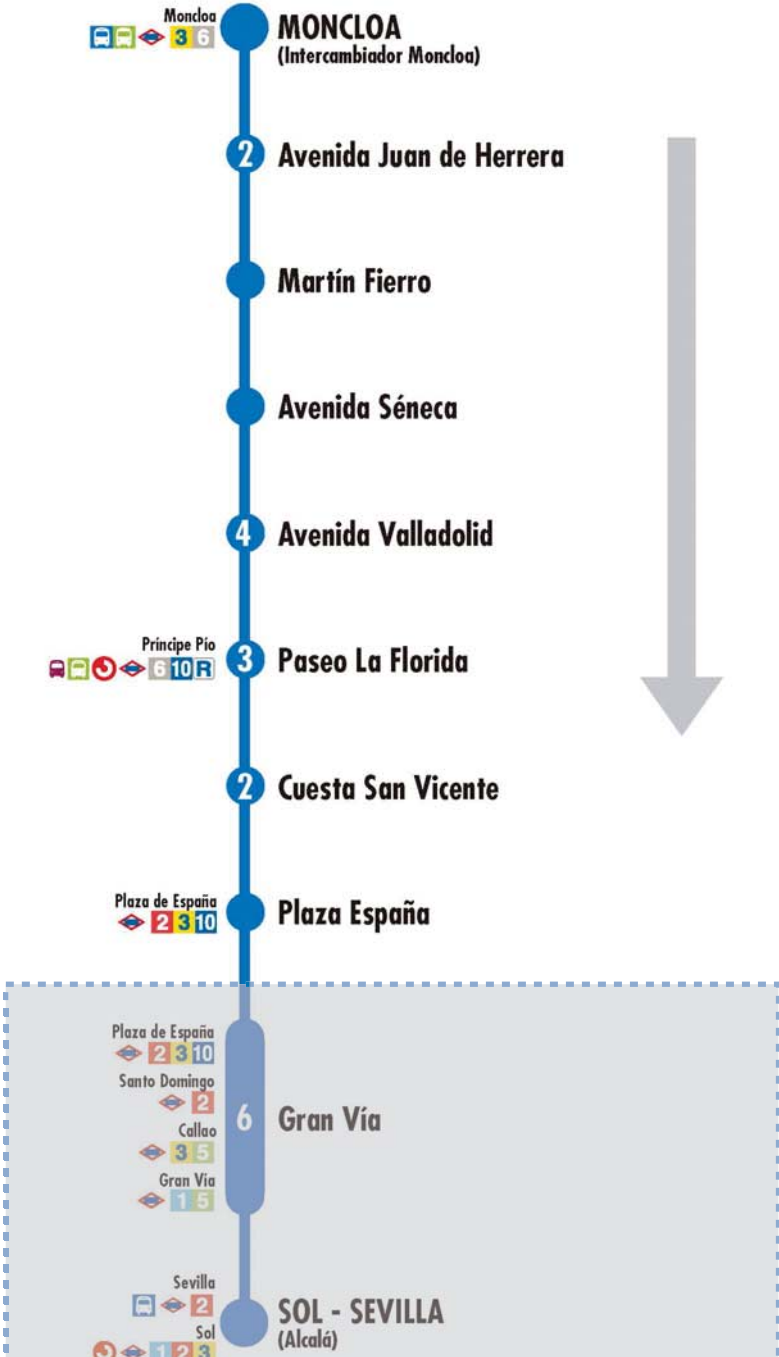 Moncloa
3 6
MONCLOA
(Intercambiador Moncloa)
2 Avenida Juan de Herrera
Martín Fierro
Avenida Séneca
4 Avenida Valladolid
Príncipe Pío
6 10 R
3 Paseo La Florida
2 Cuesta San Vicente
Plaza de España
2 3 10
Plaza España
Plaza de España
2 3 10
Santo Domingo
2
Callao
3 5
Gran Vía
1 5
6 Gran Vía
Sevilla
2
Sol
1 2 3
SOL - SEVILLA
(Alcalá)